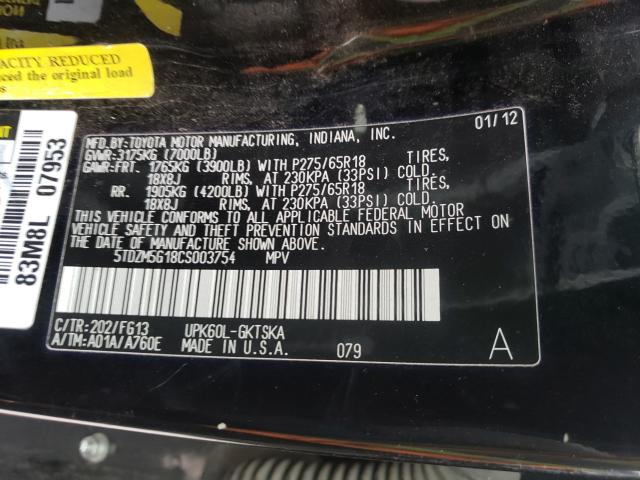 ACITY REDUCED
ced the original load
s
NT
83M8L 07953
01/12
MFD.BY:TOYOTA MOTOR MANUFACTURING, INDIANA, INC.
GVWR:3175KG (7000LB)
GAWR:FRT. 1765KG (3900LB) WITH P275/65R18 TIRES,
18X8J RIMS, AT 230KPA (33PSI) COLD.
RR. 1905KG (4200LB) WITH P275/65R18 TIRES,
18X8J RIMS, AT 230KPA (33PSI) COLD.
THIS VEHICLE CONFORMS TO ALL APPLICABLE FEDERAL MOTOR
VEHICLE SAFETY AND THEFT PREVENTION STANDARDS IN EFFECT ON
THE DATE OF MANUFACTURE SHOWN ABOVE.
5TDZM5G18CS003754 MPV
C/TR:202/FG13 UPK60L-GKTSKA
A/TM:A01A/A760E MADE IN U.S.A. 079 A